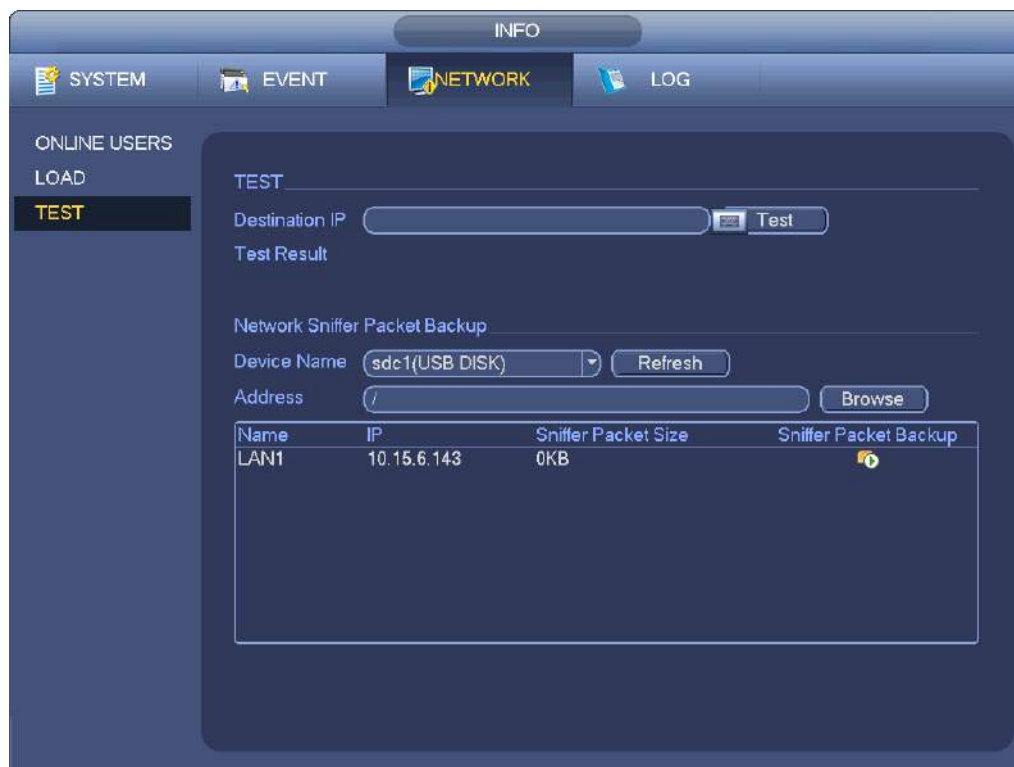 INFO
SYSTEM EVENT NETWORK LOG
ONLINE USERS
LOAD
TEST
TEST
Destination IP Test
Test Result
Network Sniffer Packet Backup
Device Name sdc1(USB DISK) Refresh
Address / Browse
Name IP Sniffer Packet Size Sniffer Packet Backup
LAN1 10.15.6.143 0KB